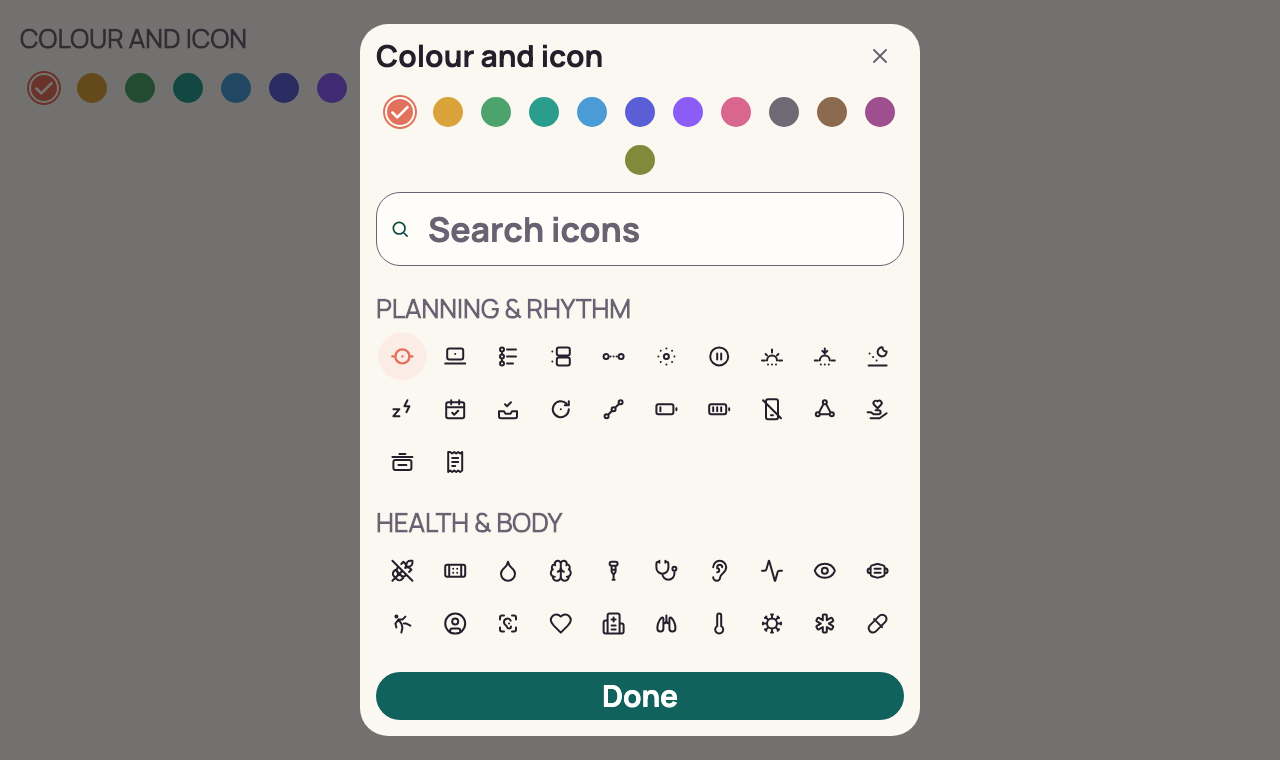 COLOUR AND ICON
Colour and icon
Search icons
PLANNING & RHYTHM
HEALTH & BODY
Done